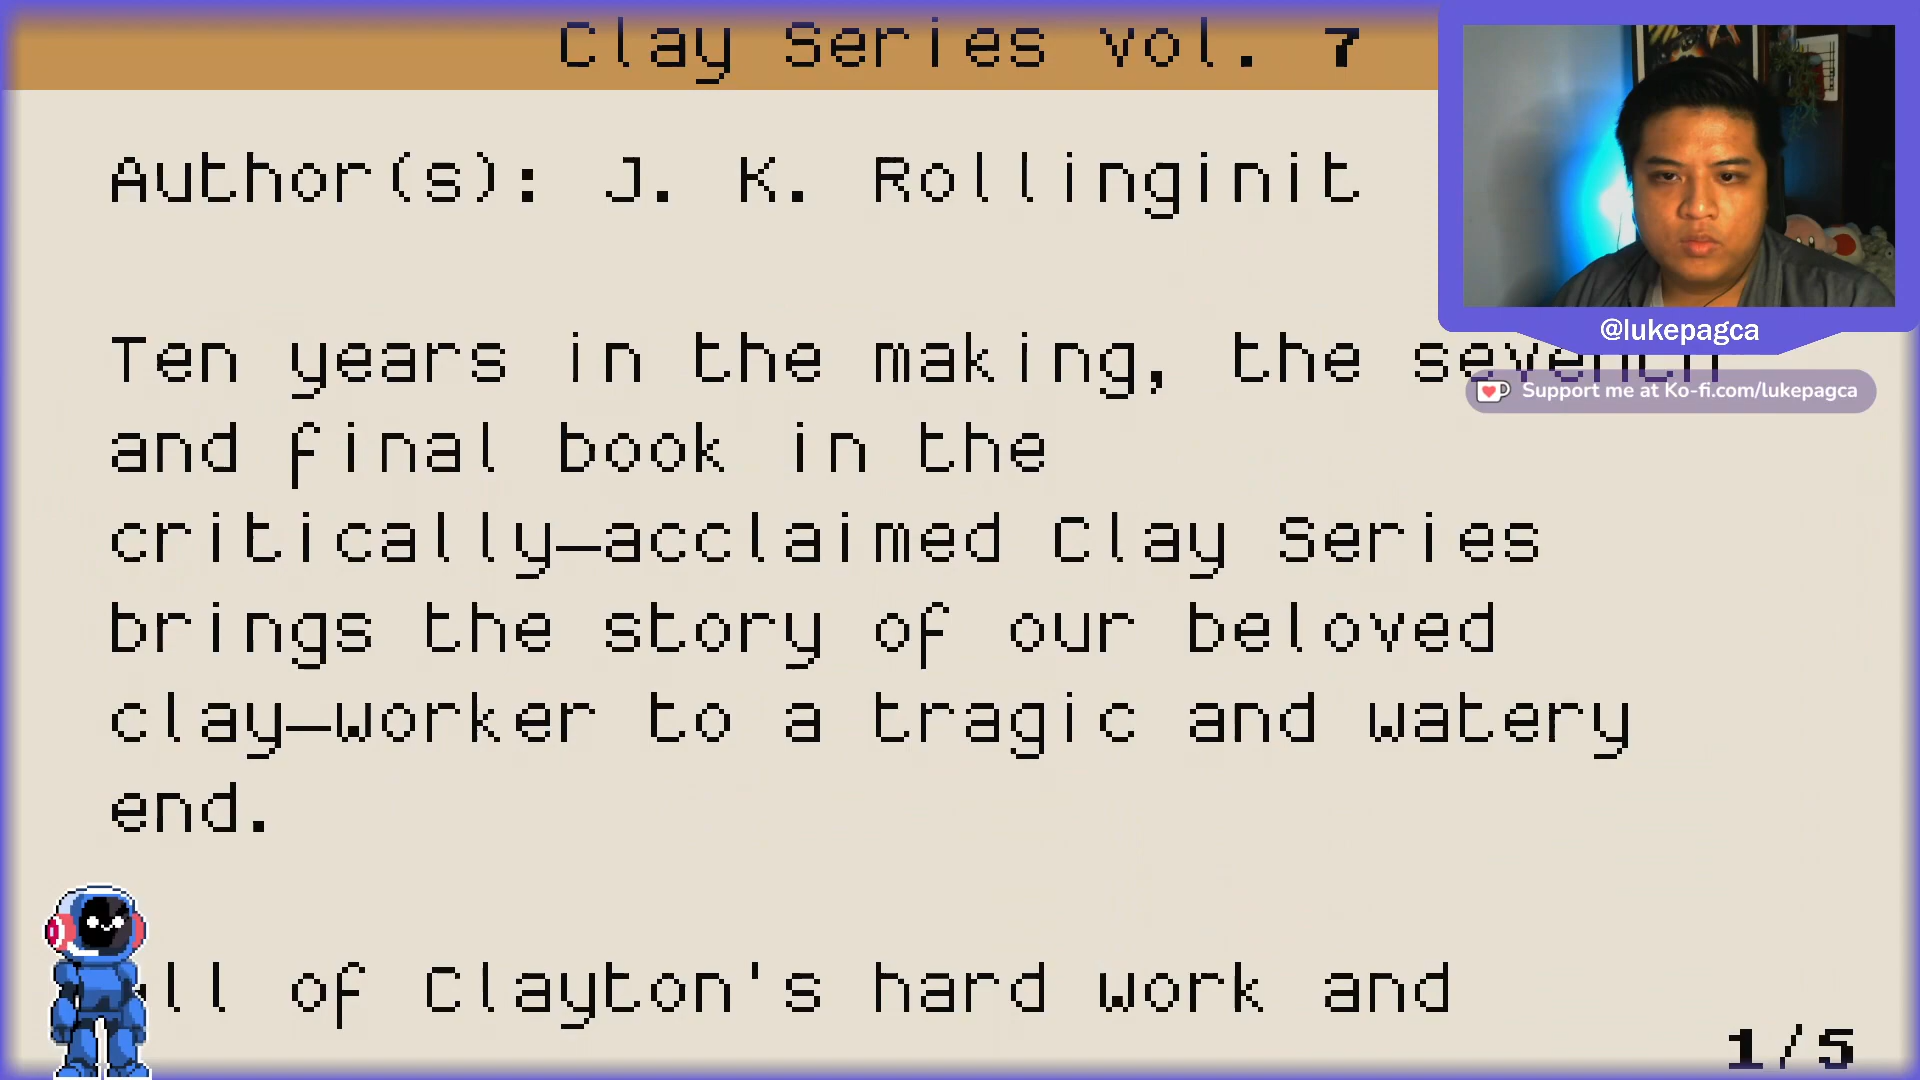 Clay Series vol. 7
Author(s): J. K. Rollinginit
Ten years in the making, the seventh
and final book in the
critically-acclaimed Clay Series
brings the story of our beloved
clay-worker to a tragic and watery
end.
All of Clayton's hard work and
1/5
@lukepagca
Support me at Ko-fi.com/lukepagca